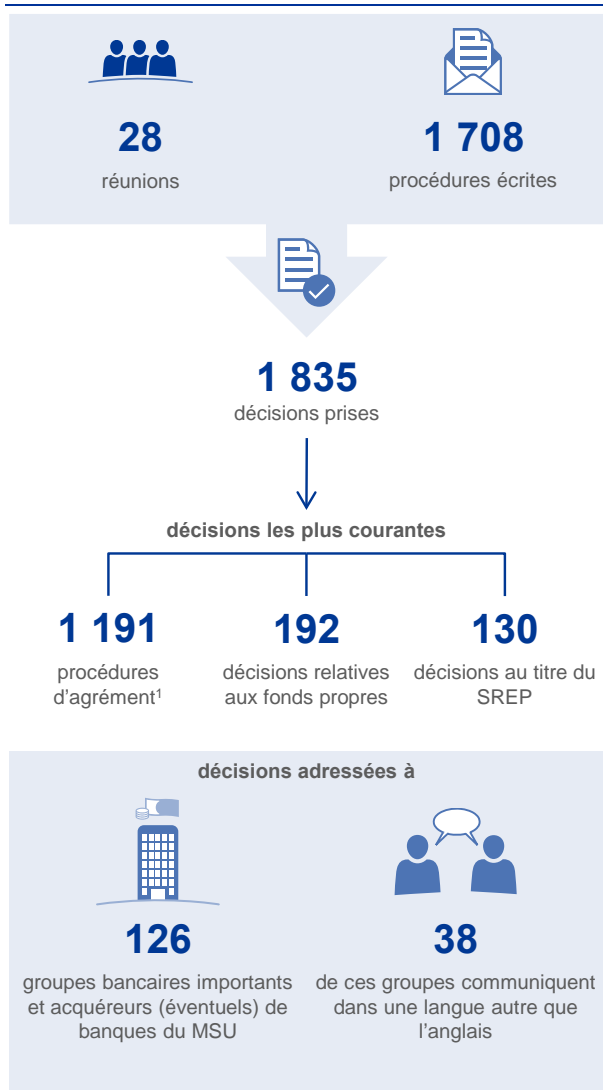 28
réunions
1 708
procédures écrites
1 835
décisions prises
décisions les plus courantes
1 191
procédures
d'agrément¹
192
décisions relatives
aux fonds propres
130
décisions au titre du
SREP
décisions adressées à
126
groupes bancaires importants
et acquéreurs (éventuels) de
banques du MSU
38
de ces groupes communiquent
dans une langue autre que
l'anglais